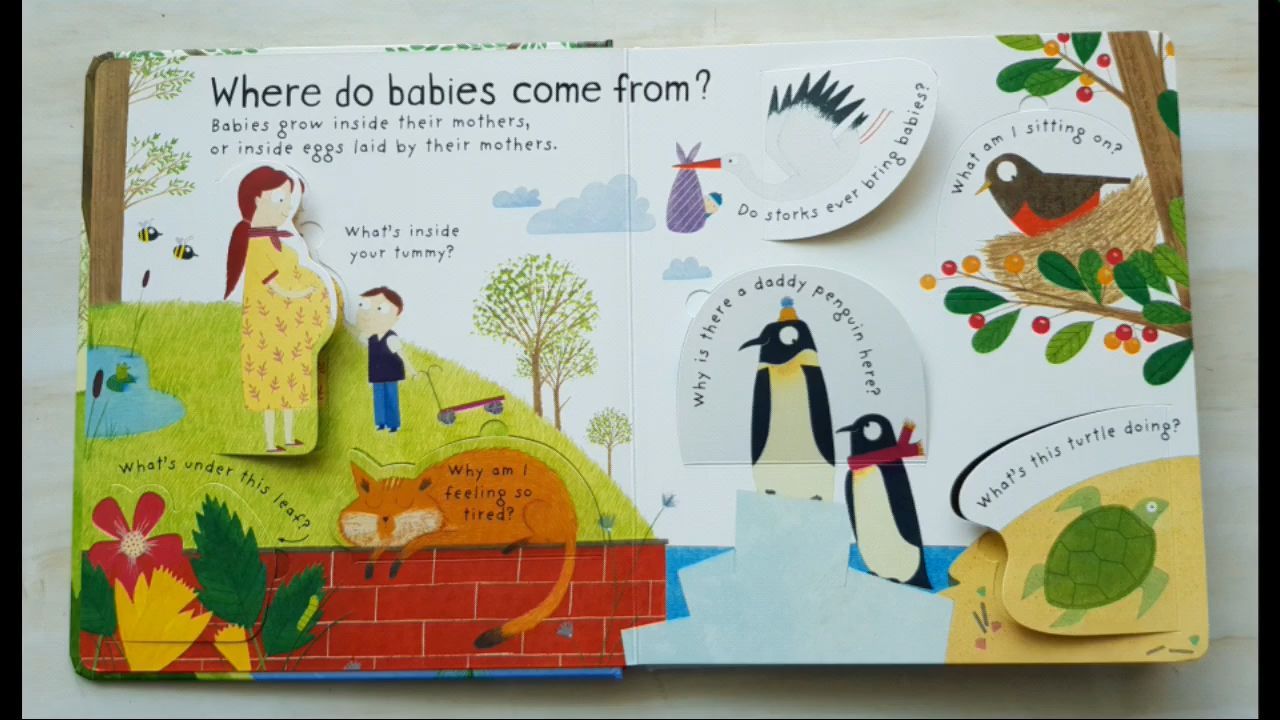 Where do babies come from?
Babies grow inside their mothers,
or inside eggs laid by their mothers.
What's inside
your tummy?
What's under this leaf?
Why am I
feeling so
tired?
Do storks ever bring babies?
What am I sitting on?
Why is there a daddy penguin here?
What's this turtle doing?